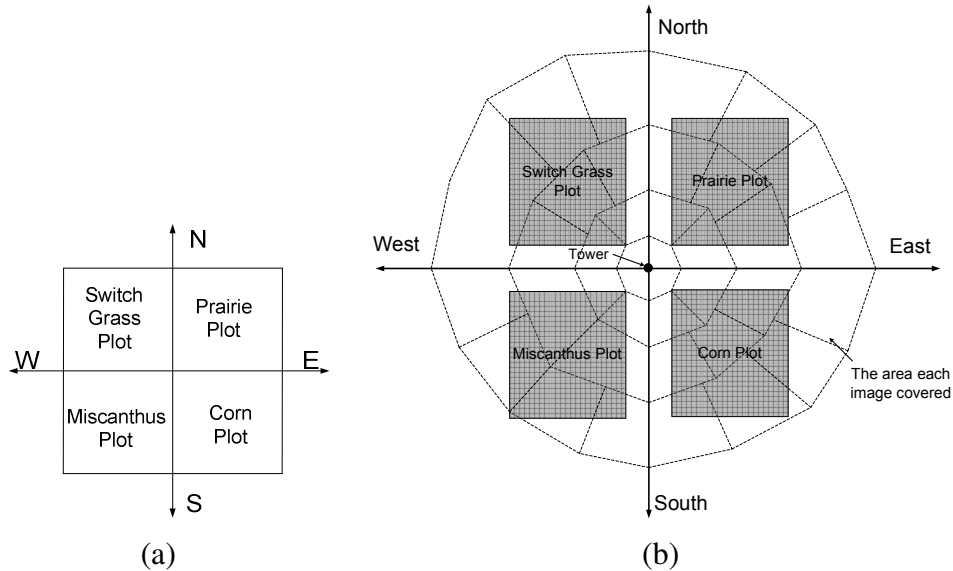 N
Switch
Grass
Plot
Prairie
Plot
W
E
Miscanthus
Plot
Corn
Plot
S
(a)
North
Switch Grass
Plot
Prairie Plot
West
East
Tower
Miscanthus Plot
Corn Plot
The area each
image covered
South
(b)